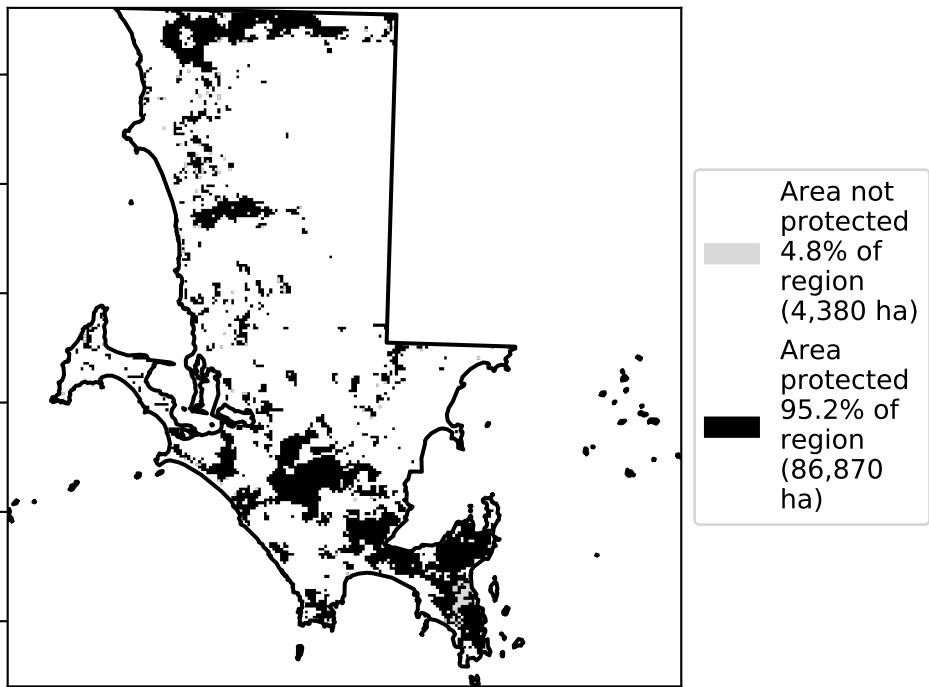 Area not
protected
4.8% of
region
(4,380 ha)
Area
protected
95.2% of
region
(86,870
ha)